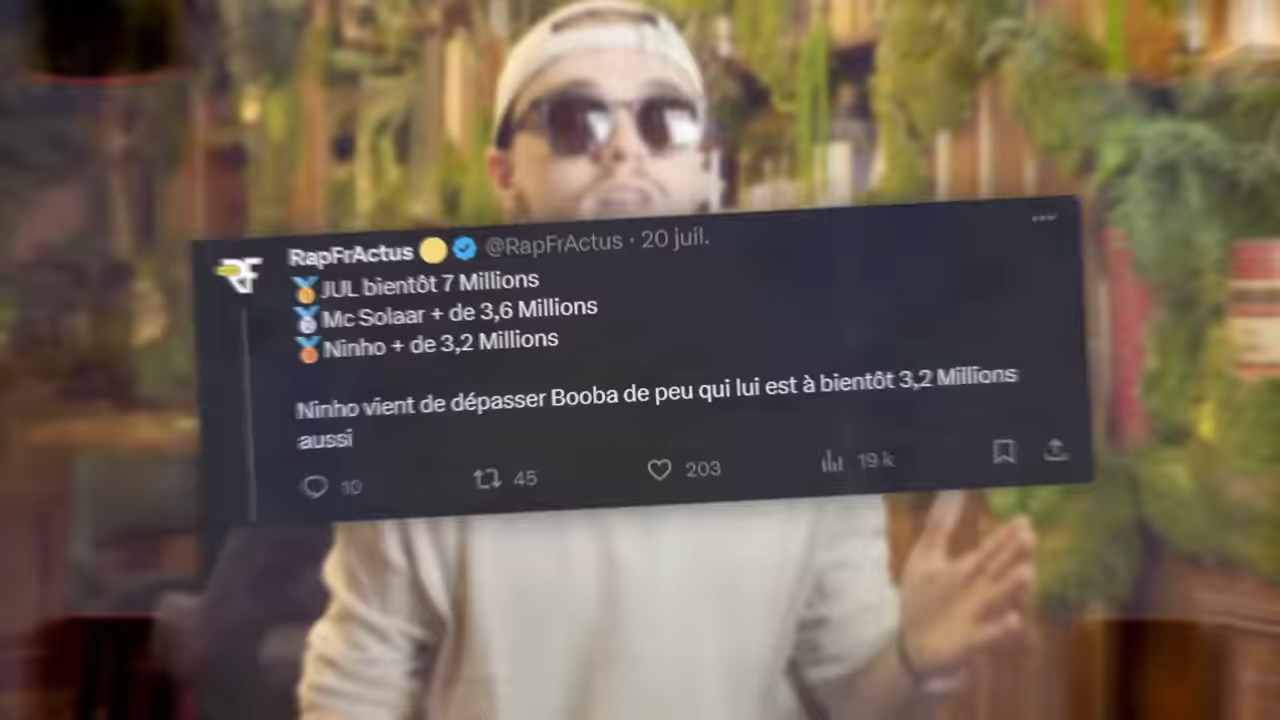 RapFrActus @RapFrActus · 20 juil.
🥇JUL bientôt 7 Millions
🥈Mc Solaar + de 3,6 Millions
🥉Ninho + de 3,2 Millions
Ninho vient de dépasser Booba de peu qui lui est à bientôt 3,2 Millions
aussi
10 45 203 19 k